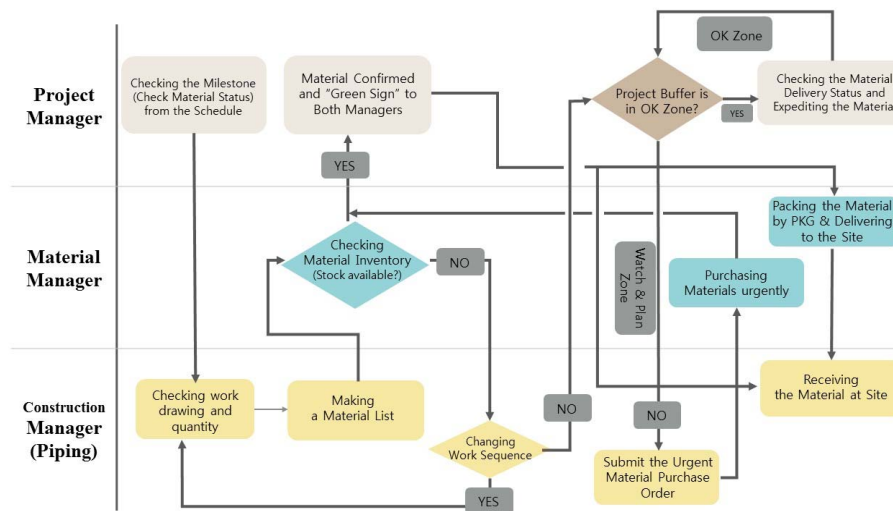 Project
Manager
Checking the Milestone
(Check Material Status)
from the Schedule
Material Confirmed
and “Green Sign” to
Both Managers
YES
Project Buffer is
in OK Zone?
OK Zone
YES
Checking the Material
Delivery Status and
Expediting the Material
Material
Manager
Checking
Material Inventory
(Stock available?)
NO
Watch & Plan
Zone
Purchasing
Materials urgently
Packing the Material
by PKG & Delivering
to the Site
Construction
Manager
(Piping)
Checking work
drawing and
quantity
Making
a Material List
Changing
Work Sequence
NO
YES
NO
Submit the Urgent
Material Purchase
Order
Receiving
the Material at Site